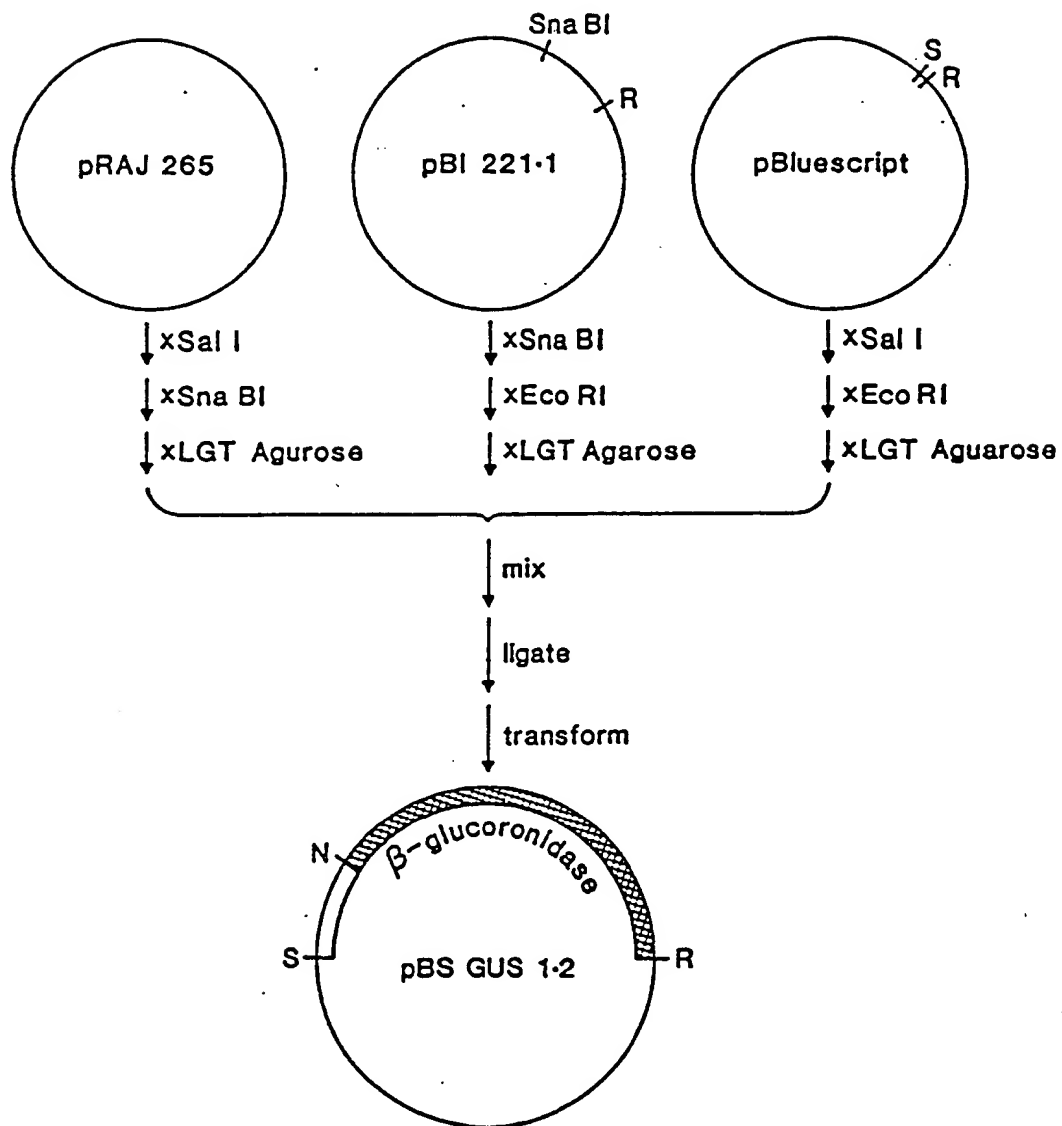 Sna BI
S
R
R
pRAJ 265
pBI 221·1
pBluescript
xSal I
xSna BI
xSal I
xSna BI
xEco RI
xEco RI
xLGT Agurose
xLGT Agarose
xLGT Aguarose
mix
ligate
transform
N
β-glucoronidase
S
R
pBS GUS 1·2